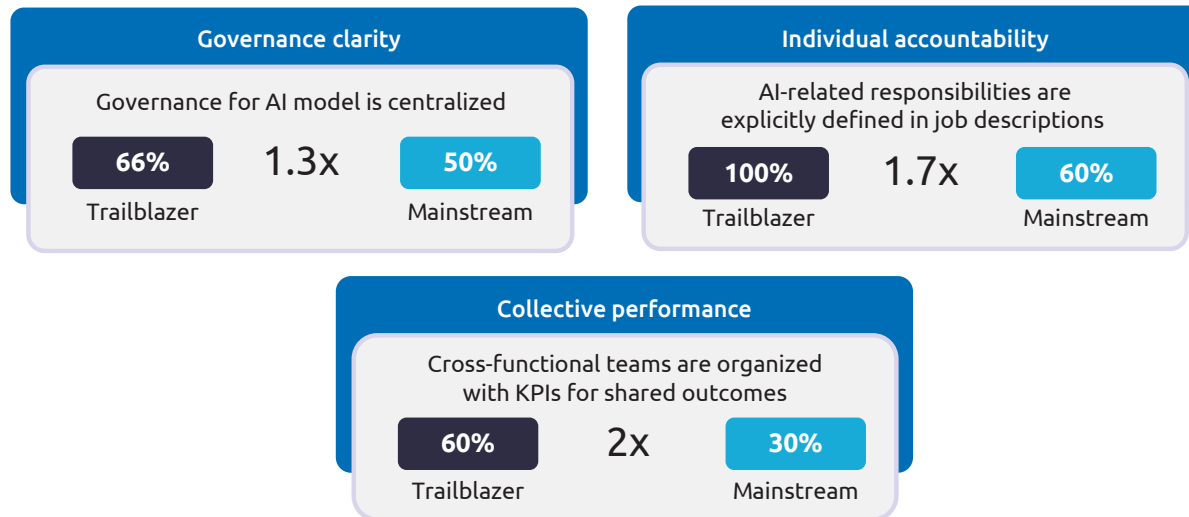 Governance clarity
Governance for AI model is centralized
66% 1.3x 50%
Trailblazer Mainstream
Individual accountability
AI-related responsibilities are
explicitly defined in job descriptions
100% 1.7x 60%
Trailblazer Mainstream
Collective performance
Cross-functional teams are organized
with KPIs for shared outcomes
60% 2x 30%
Trailblazer Mainstream